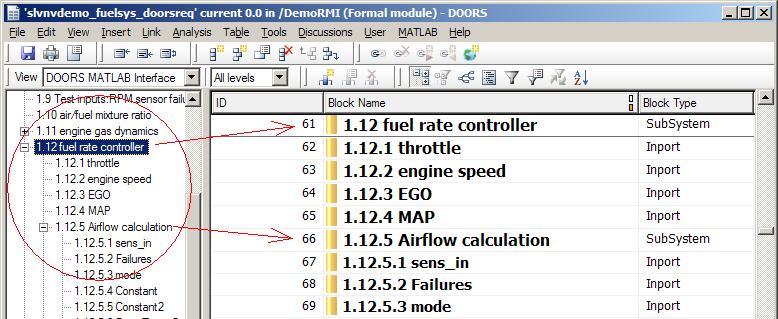 'slvnvdemo_fuelsys_doorsreq' current 0.0 in /DemoRMI (Formal module) - DOORS
File Edit View Insert Link Analysis Table Tools Discussions User MATLAB Help
View DOORS MATLAB Interface All levels
1.9 Test inputs:RPM sensor failu
1.10 air/fuel mixture ratio
1.11 engine gas dynamics
1.12 fuel rate controller
1.12.1 throttle
1.12.2 engine speed
1.12.3 EGO
1.12.4 MAP
1.12.5 Airflow calculation
1.12.5.1 sens_in
1.12.5.2 Failures
1.12.5.3 mode
1.12.5.4 Constant
1.12.5.5 Constant2
ID Block Name Block Type
61 1.12 fuel rate controller SubSystem
62 1.12.1 throttle Inport
63 1.12.2 engine speed Inport
64 1.12.3 EGO Inport
65 1.12.4 MAP Inport
66 1.12.5 Airflow calculation SubSystem
67 1.12.5.1 sens_in Inport
68 1.12.5.2 Failures Inport
69 1.12.5.3 mode Inport